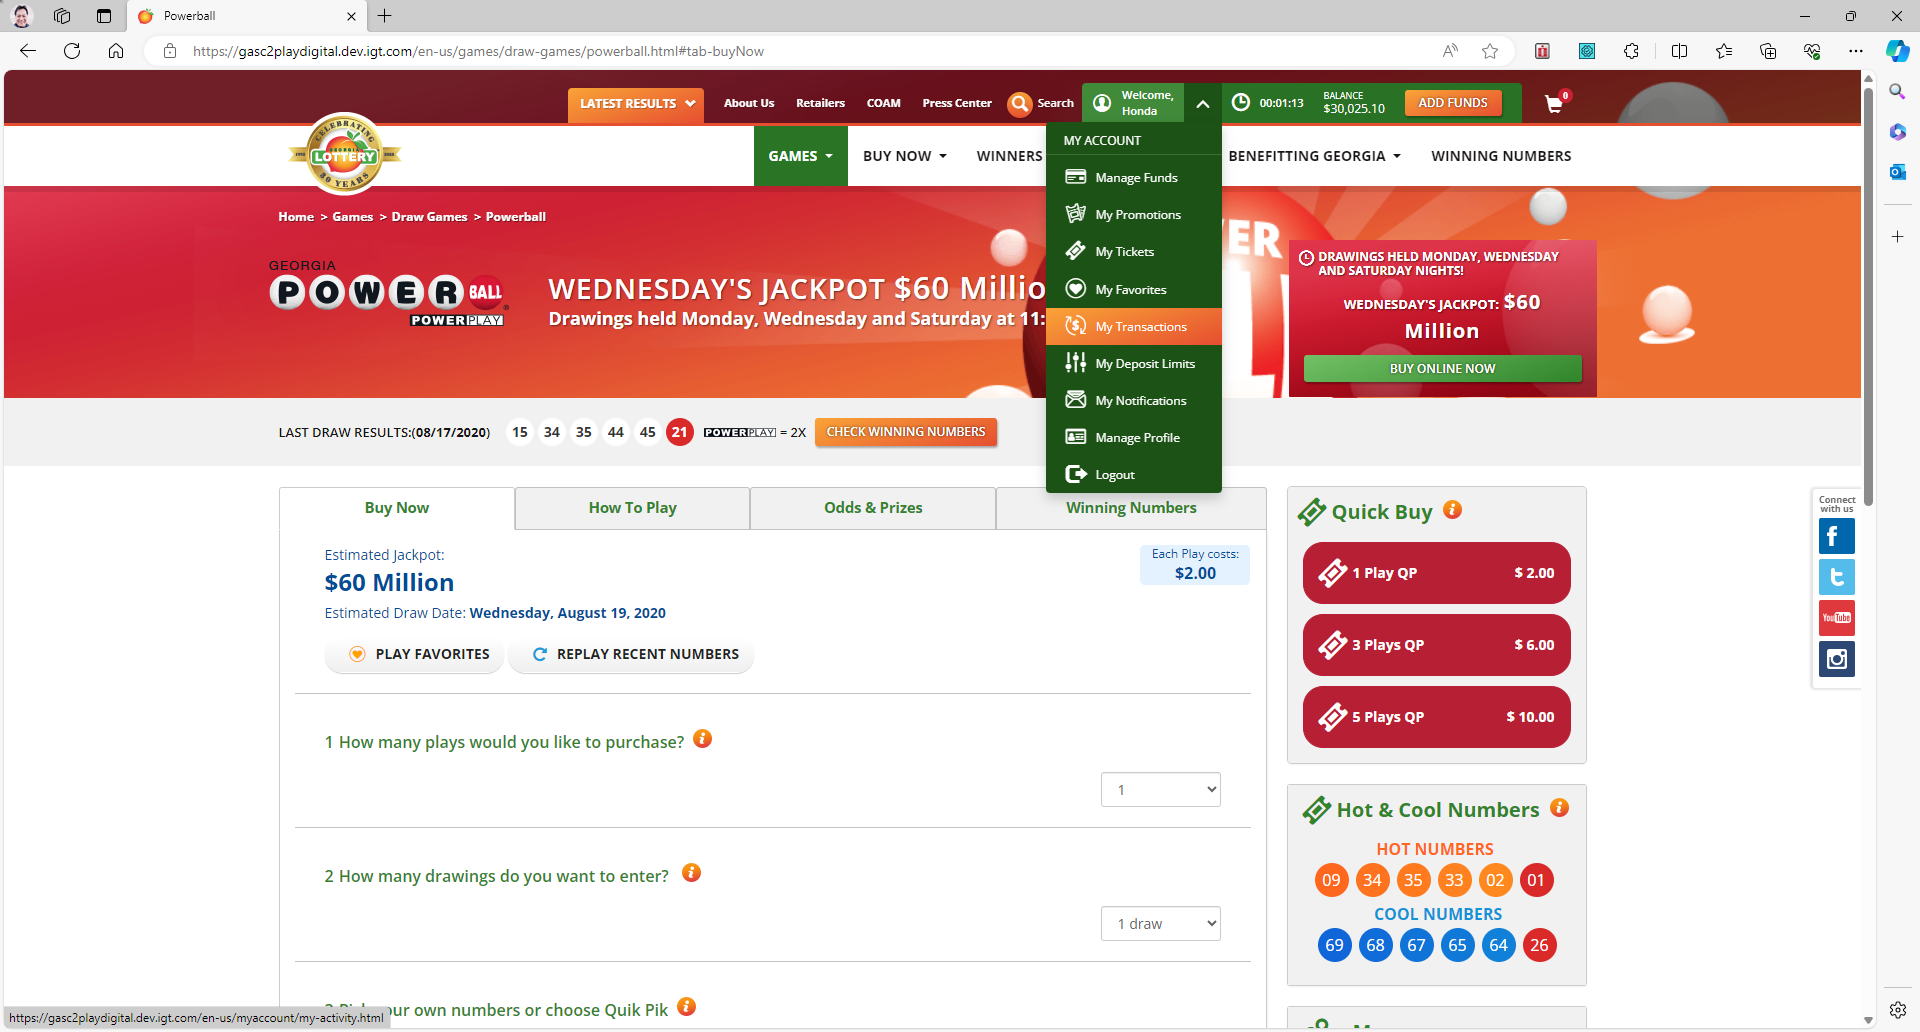 Powerball
https://gasc2playdigital.dev.igt.com/en-us/games/draw-games/powerball.html#tab-buyNow
LATEST RESULTS
About Us
Retailers
COAM
Press Center
Search
Welcome,
Honda
00:01:13
BALANCE
$30,025.10
ADD FUNDS
0
CELEBRATING
GEORGIA
LOTTERY
30 YEARS
GAMES
BUY NOW
WINNERS
BENEFITTING GEORGIA
WINNING NUMBERS
MY ACCOUNT
Manage Funds
My Promotions
My Tickets
My Favorites
My Transactions
My Deposit Limits
My Notifications
Manage Profile
Logout
Home > Games > Draw Games > Powerball
GEORGIA
POWERBALL
POWERPLAY
WEDNESDAY'S JACKPOT $60 Millio
Drawings held Monday, Wednesday and Saturday at 11:
ER
DRAWINGS HELD MONDAY, WEDNESDAY
AND SATURDAY NIGHTS!
WEDNESDAY'S JACKPOT: $60
Million
BUY ONLINE NOW
LAST DRAW RESULTS:(08/17/2020) 15 34 35 44 45 21 POWERPLAY = 2X
CHECK WINNING NUMBERS
Buy Now
How To Play
Odds & Prizes
Winning Numbers
Estimated Jackpot:
$60 Million
Estimated Draw Date: Wednesday, August 19, 2020
Each Play costs:
$2.00
PLAY FAVORITES
REPLAY RECENT NUMBERS
1 How many plays would you like to purchase?
1
2 How many drawings do you want to enter?
1 draw
our own numbers or choose Quik Pik
Quick Buy
1 Play QP $ 2.00
3 Plays QP $ 6.00
5 Plays QP $ 10.00
Hot & Cool Numbers
HOT NUMBERS
09 34 35 33 02 01
COOL NUMBERS
69 68 67 65 64 26
Connect
with us
YouTube
https://gasc2playdigital.dev.igt.com/en-us/myaccount/my-activity.html